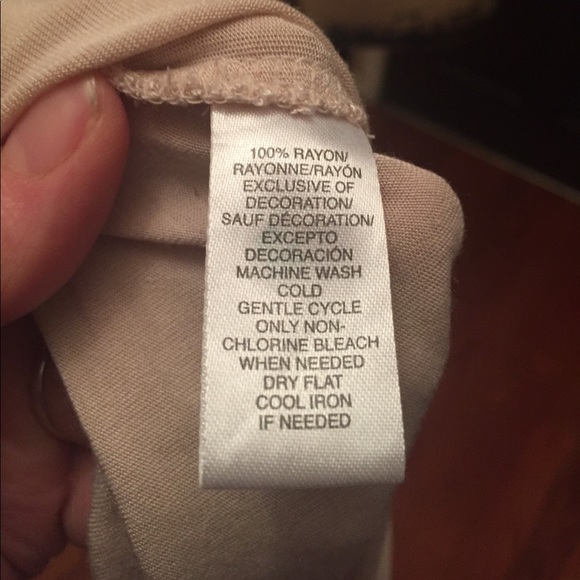 100% RAYON/
RAYONNE/RAYÓN
EXCLUSIVE OF
DECORATION/
SAUF DÉCORATION/
EXCEPTO
DECORACIÓN
MACHINE WASH
COLD
GENTLE CYCLE
ONLY NON-
CHLORINE BLEACH
WHEN NEEDED
DRY FLAT
COOL IRON
IF NEEDED